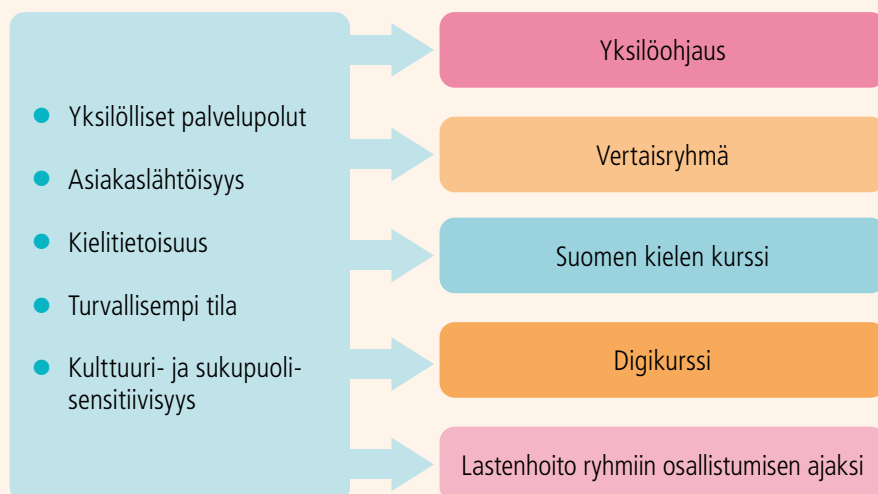 Yksilölliset palvelupolut
Asiakaslähtöisyys
Kielitietoisuus
Turvallisempi tila
Kulttuuri- ja sukupuoli-
sensitiivisyys
Yksilöohjaus
Vertaisryhmä
Suomen kielen kurssi
Digikurssi
Lastenhoito ryhmiin osallistumisen ajaksi